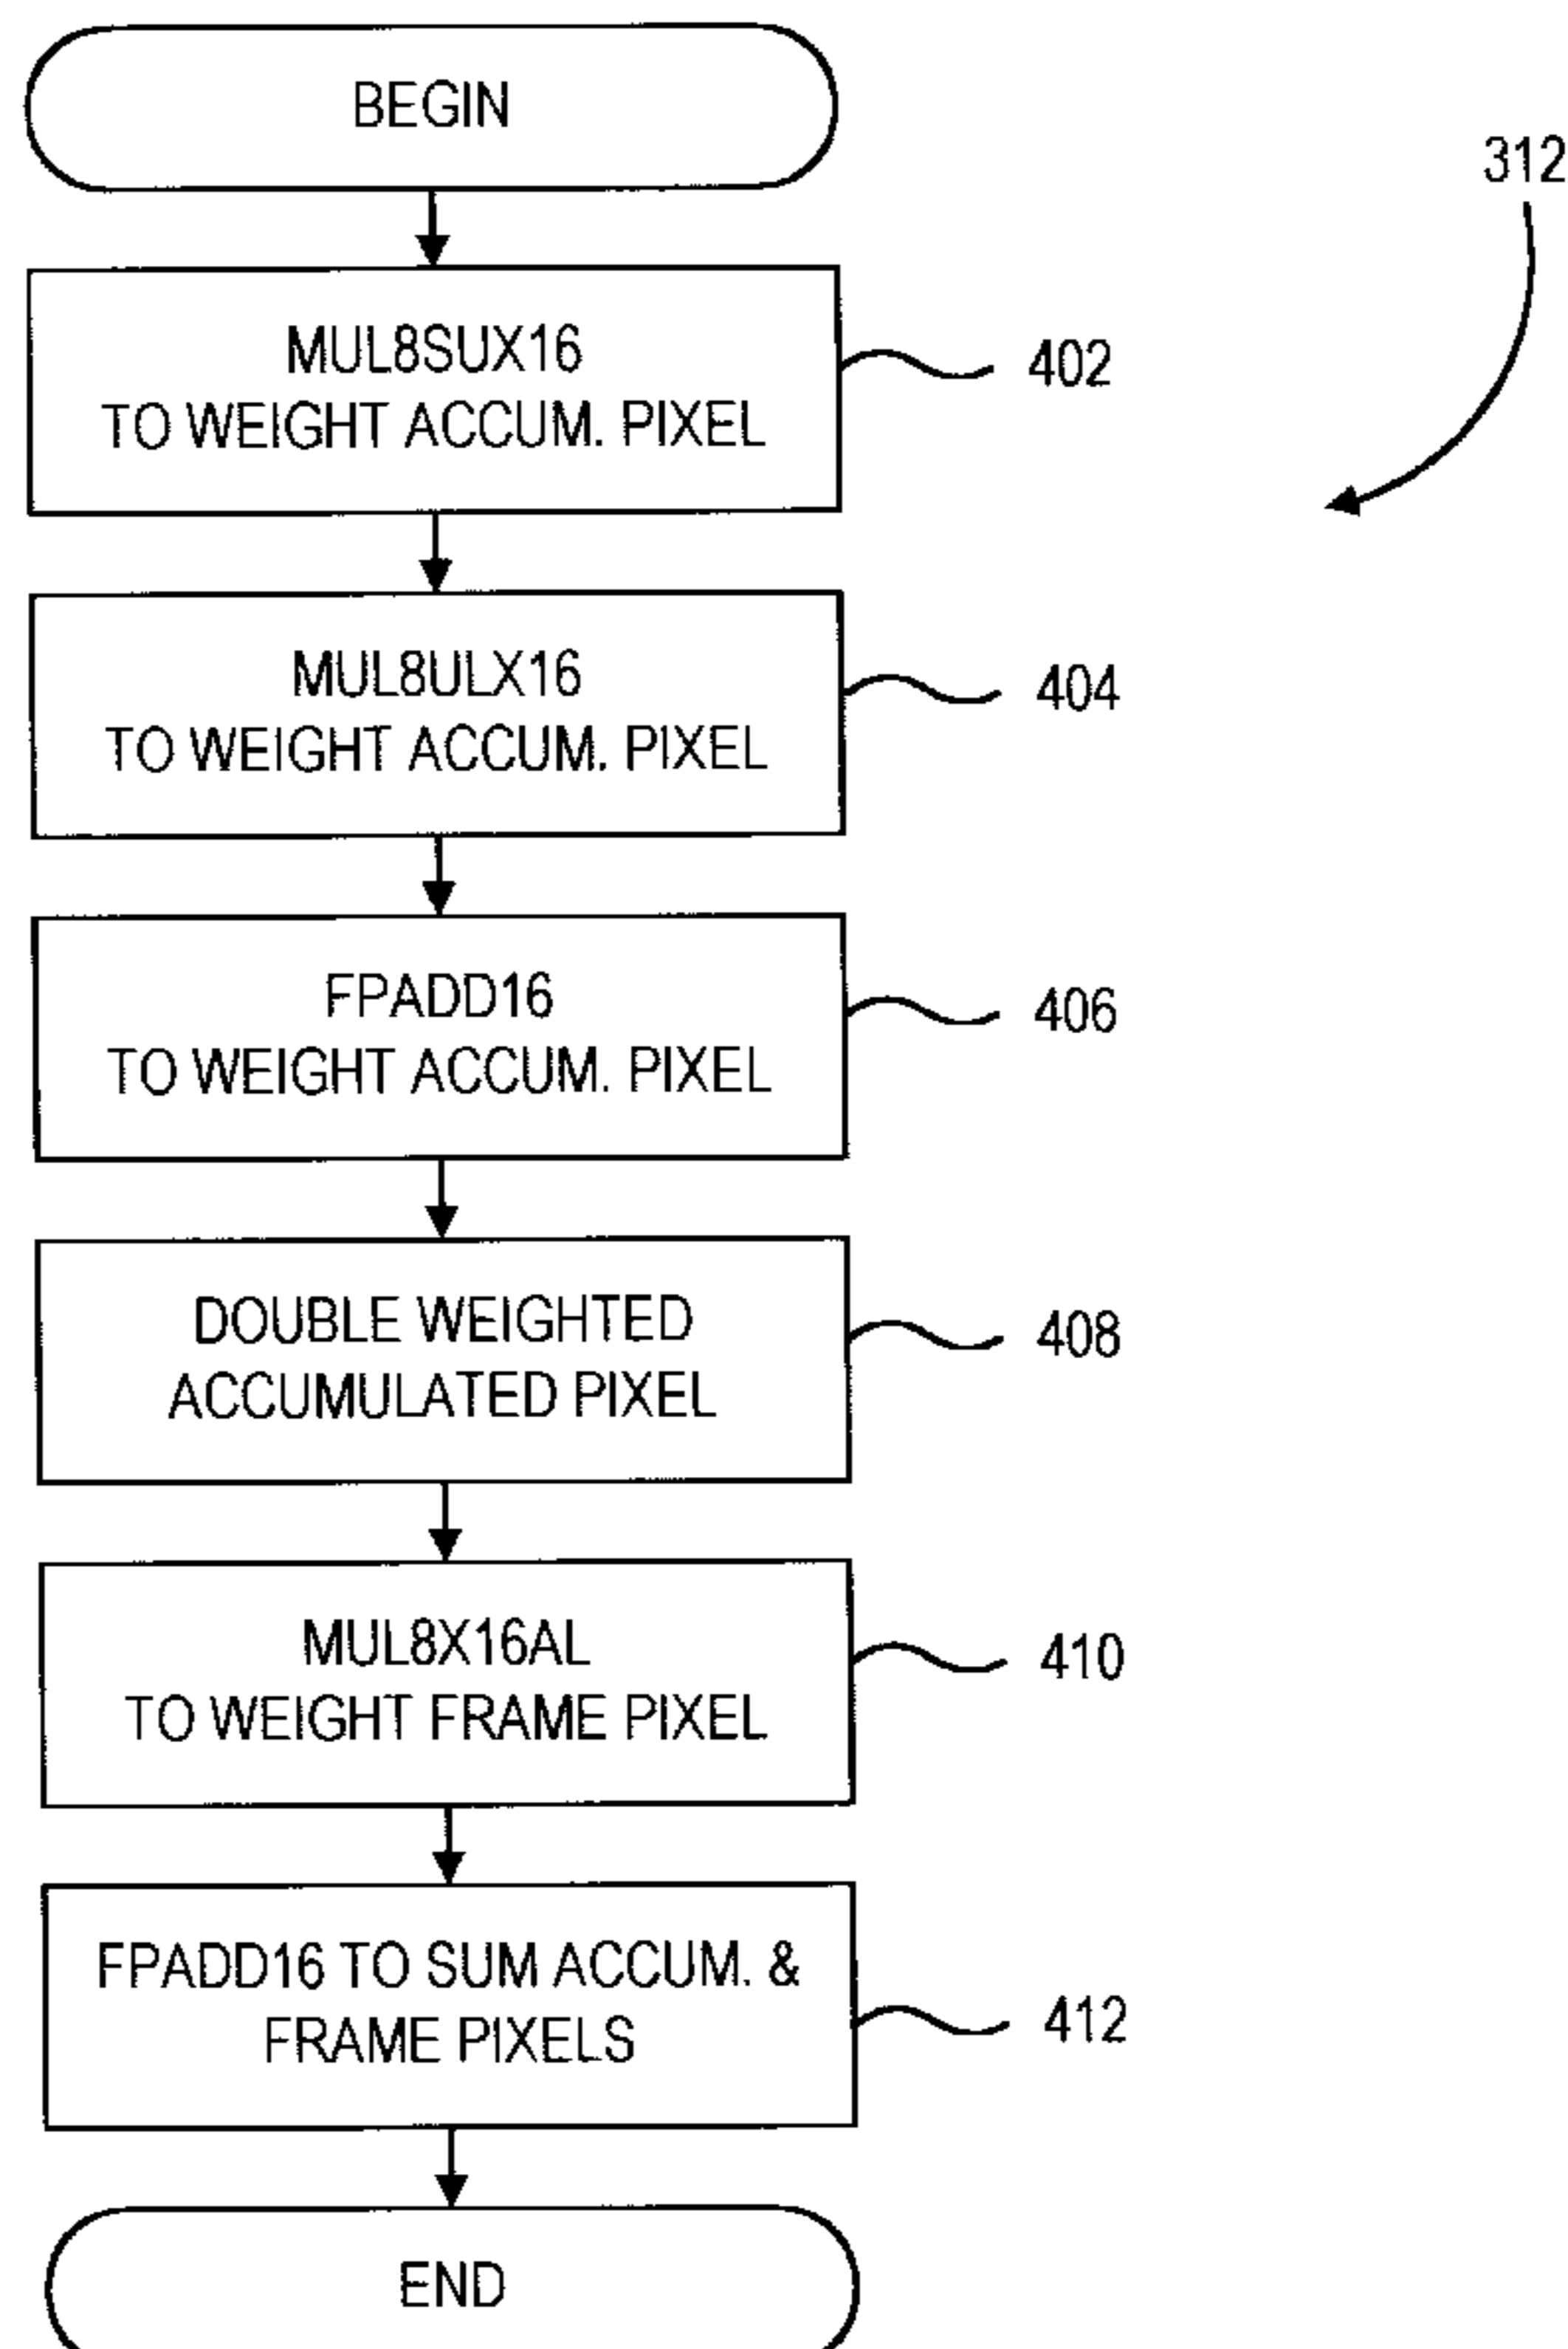 BEGIN
312
MUL8SUX16
TO WEIGHT ACCUM. PIXEL
402
MUL8ULX16
TO WEIGHT ACCUM. PIXEL
404
FPADD16
TO WEIGHT ACCUM. PIXEL
406
DOUBLE WEIGHTED
ACCUMULATED PIXEL
408
MUL8X16AL
TO WEIGHT FRAME PIXEL
410
FPADD16 TO SUM ACCUM. &
FRAME PIXELS
412
END